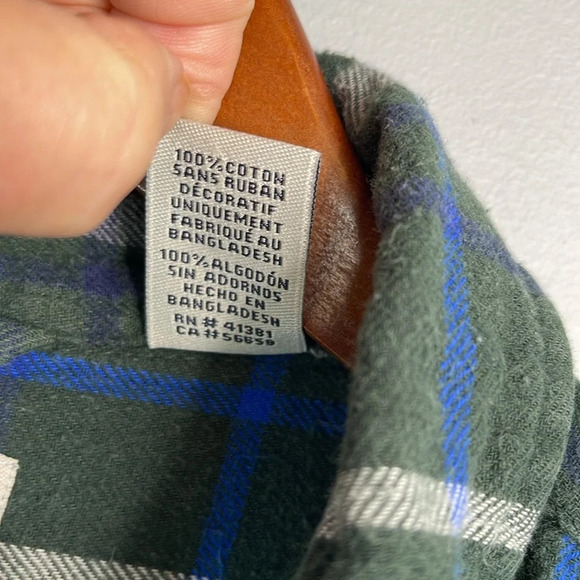 100% COTON
SANS RUBAN
DÉCORATIF
UNIQUEMENT
FABRIQUÉ AU
BANGLADESH
100% ALGODÓN
SIN ADORNOS
HECHO EN
BANGLADESH
RN # 41381
CA # 56659